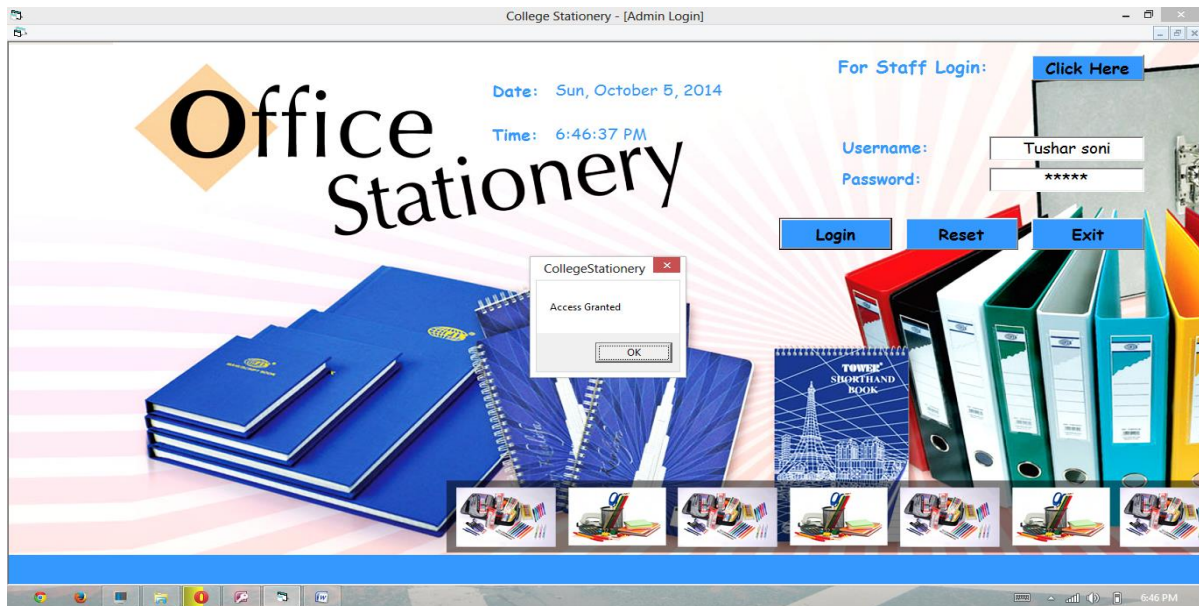 College Stationery - [Admin Login]
For Staff Login: Click Here
Office
Stationery
Date: Sun, October 5, 2014
Time: 6:46:37 PM
Username: Tushar soni
Password: *****
Login Reset Exit
CollegeStationery
Access Granted
OK
TOWER
SHORTHAND
BOOK
6:46 PM